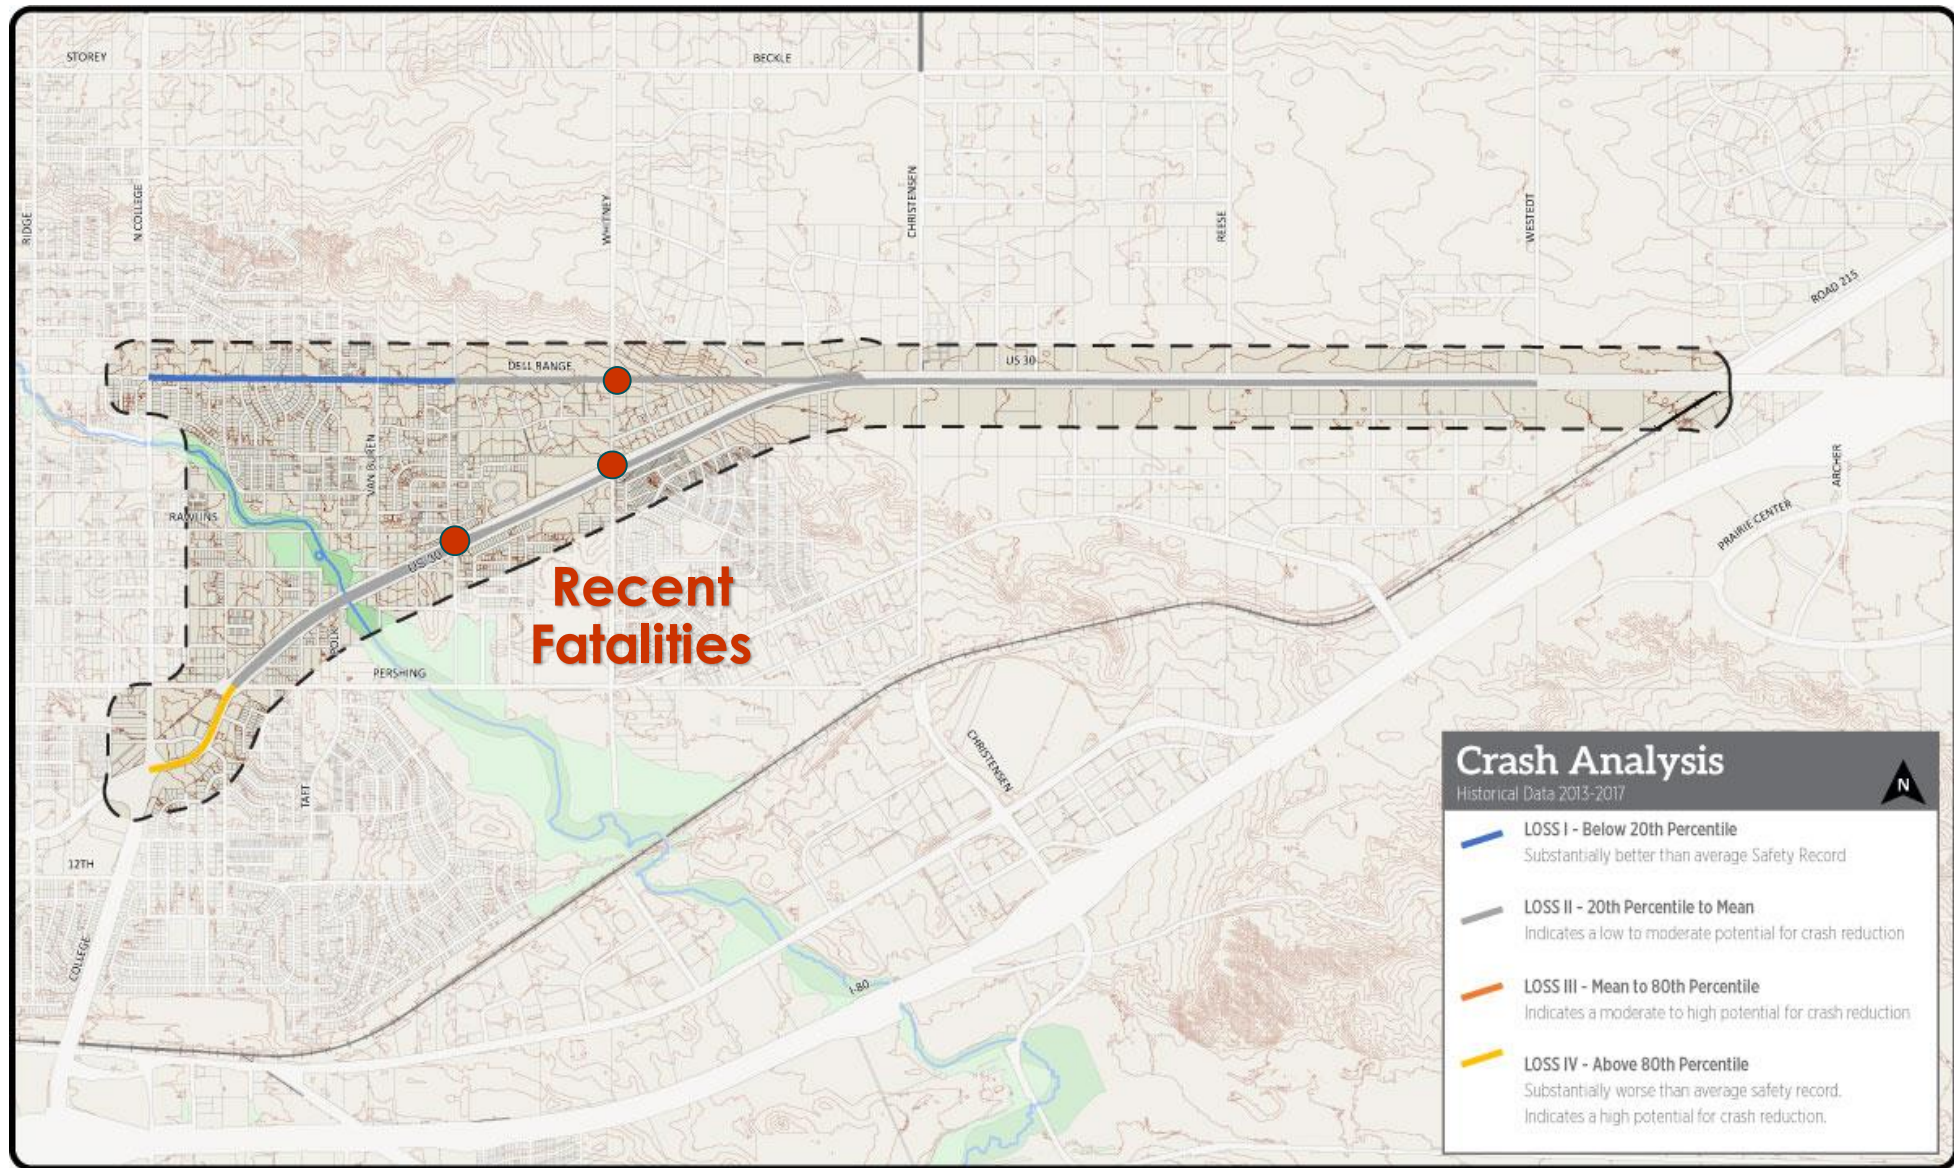 STOREY
BECKLE
RIDGE
N COLLEGE
WHITNEY
CHRISTENSEN
REESE
WESTEDT
ROAD 215
DELL RANGE
US 30
VAN BUREN
RAWLINS
US 30
ARCHER
PRAIRIE CENTER
Recent
Fatalities
POLK
PERSHING
CHRISTENSEN
TAFT
12TH
COLLEGE
I-80
Crash Analysis
Historical Data 2013-2017
N
LOSS I - Below 20th Percentile
Substantially better than average Safety Record
LOSS II - 20th Percentile to Mean
Indicates a low to moderate potential for crash reduction
LOSS III - Mean to 80th Percentile
Indicates a moderate to high potential for crash reduction
LOSS IV - Above 80th Percentile
Substantially worse than average safety record.
Indicates a high potential for crash reduction.